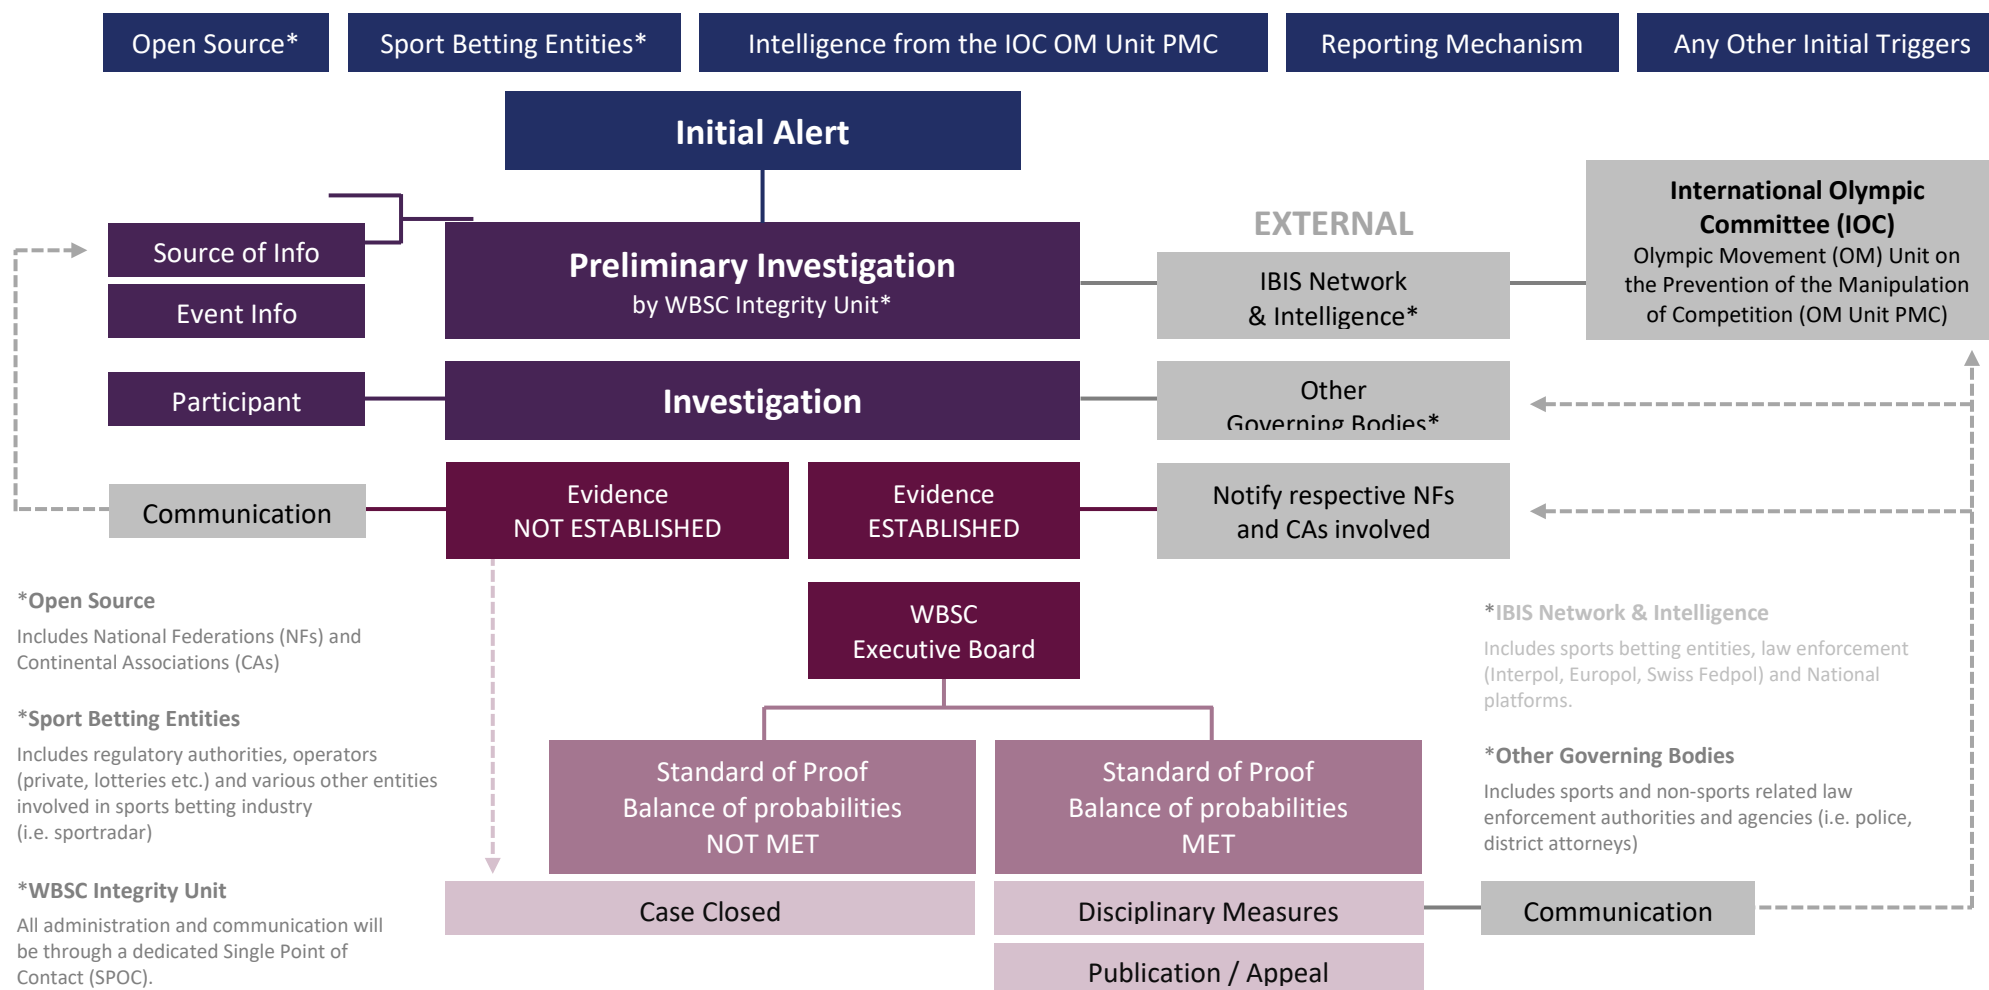 Open Source*
Sport Betting Entities*
Intelligence from the IOC OM Unit PMC
Reporting Mechanism
Any Other Initial Triggers
Initial Alert
Source of Info
Event Info
Preliminary Investigation
by WBSC Integrity Unit*
EXTERNAL
IBIS Network
& Intelligence*
International Olympic
Committee (IOC)
Olympic Movement (OM) Unit on
the Prevention of the Manipulation
of Competition (OM Unit PMC)
Participant
Investigation
Other
Governing Bodies*
Communication
Evidence
NOT ESTABLISHED
Evidence
ESTABLISHED
Notify respective NFs
and CAs involved
WBSC
Executive Board
*Open Source
Includes National Federations (NFs) and
Continental Associations (CAs)
*Sport Betting Entities
Includes regulatory authorities, operators
(private, lotteries etc.) and various other entities
involved in sports betting industry
(i.e. sportradar)
*WBSC Integrity Unit
All administration and communication will
be through a dedicated Single Point of
Contact (SPOC).
Standard of Proof
Balance of probabilities
NOT MET
Standard of Proof
Balance of probabilities
MET
Case Closed
Disciplinary Measures
Communication
Publication / Appeal
*IBIS Network & Intelligence
Includes sports betting entities, law enforcement
(Interpol, Europol, Swiss Fedpol) and National
platforms.
*Other Governing Bodies
Includes sports and non-sports related law
enforcement authorities and agencies (i.e. police,
district attorneys)